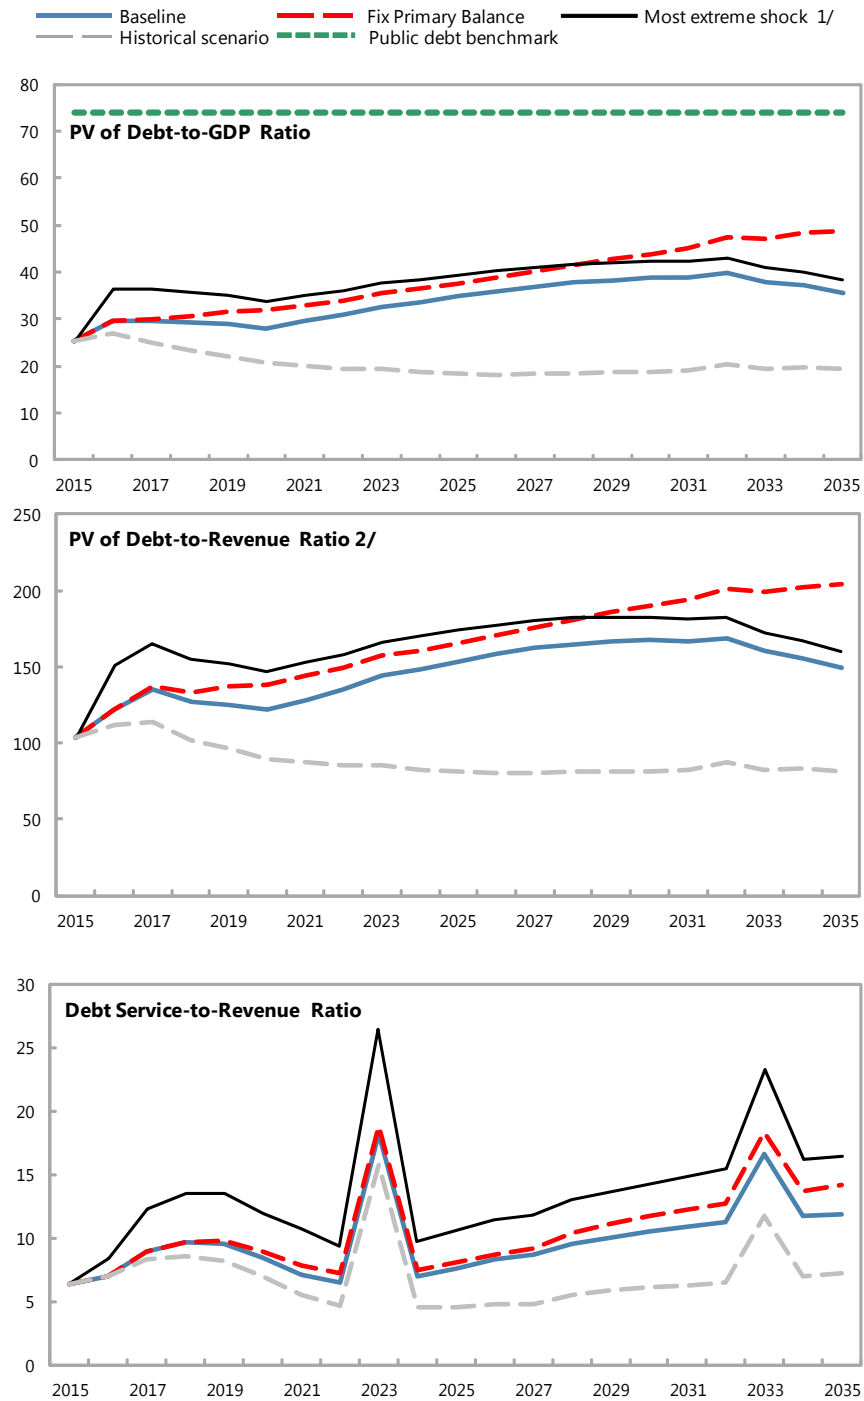 Baseline Fix Primary Balance Most extreme shock 1/
Historical scenario Public debt benchmark
80
PV of Debt-to-GDP Ratio
70
60
50
40
30
20
10
0
2015 2017 2019 2021 2023 2025 2027 2029 2031 2033 2035
250
PV of Debt-to-Revenue Ratio 2/
200
150
100
50
0
2015 2017 2019 2021 2023 2025 2027 2029 2031 2033 2035
30
Debt Service-to-Revenue Ratio
25
20
15
10
5
0
2015 2017 2019 2021 2023 2025 2027 2029 2031 2033 2035